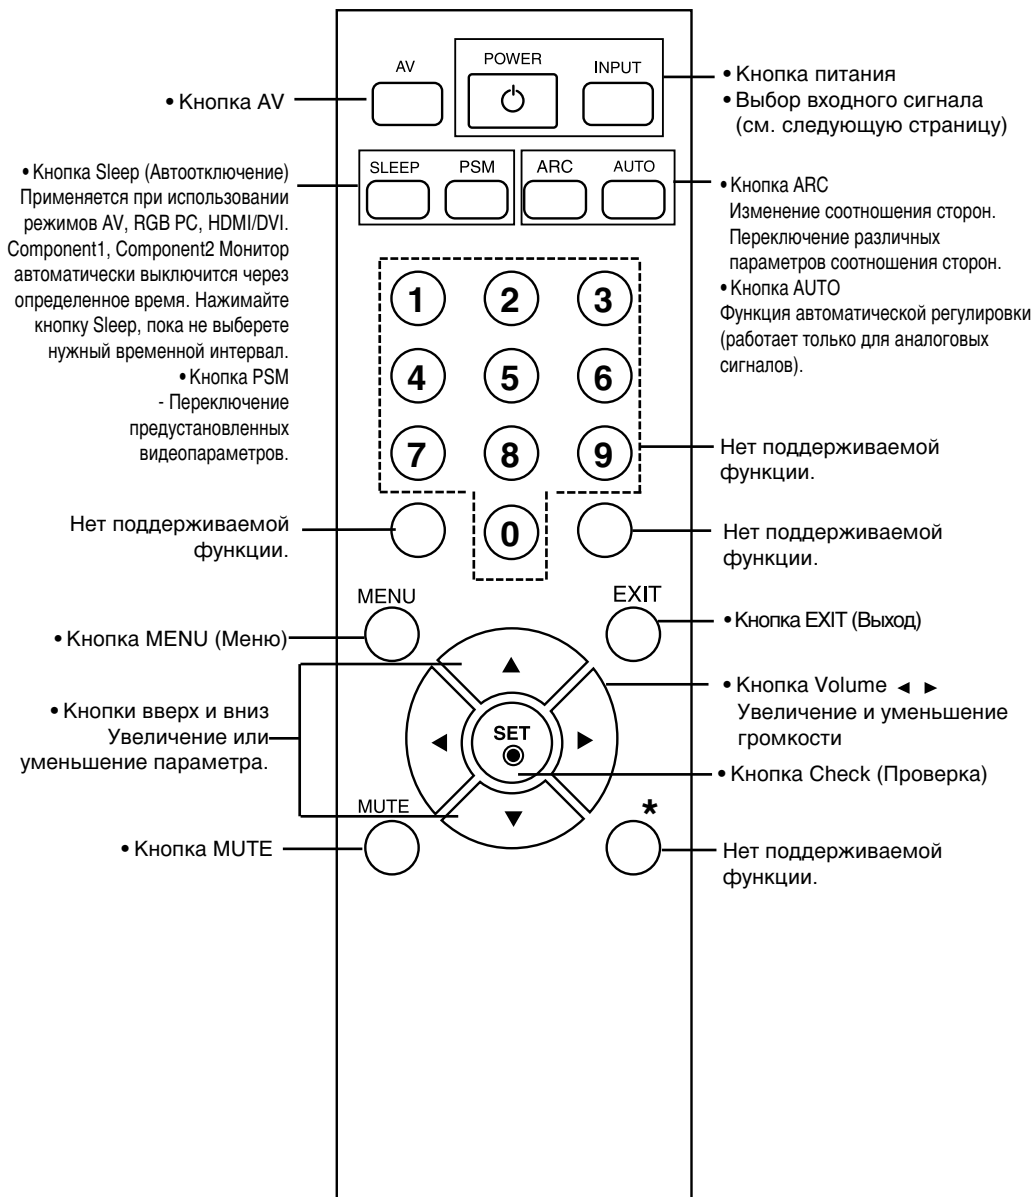 AV
POWER
INPUT
• Кнопка AV
• Кнопка питания
• Выбор входного сигнала
(см. следующую страницу)
SLEEP
PSM
ARC
AUTO
• Кнопка Sleep (Автоотключение)
Применяется при использовании
режимов AV, RGB PC, HDMI/DVI.
Component1, Component2 Монитор
автоматически выключится через
определенное время. Нажимайте
кнопку Sleep, пока не выберете
нужный временной интервал.
• Кнопка PSM
- Переключение
предустановленных
видеопараметров.
• Кнопка ARC
Изменение соотношения сторон.
Переключение различных
параметров соотношения сторон.
• Кнопка AUTO
Функция автоматической регулировки
(работает только для аналоговых
сигналов).
1 2 3
4 5 6
7 8 9
0
Нет поддерживаемой
функции.
Нет поддерживаемой
функции.
Нет поддерживаемой
функции.
MENU
EXIT
• Кнопка MENU (Меню)
• Кнопка EXIT (Выход)
• Кнопки вверх и вниз
Увеличение или
уменьшение параметра.
▲
◄
SET
►
▼
• Кнопка Volume ◄ ►
Увеличение и уменьшение
громкости
• Кнопка Check (Проверка)
MUTE
*
• Кнопка MUTE
Нет поддерживаемой
функции.